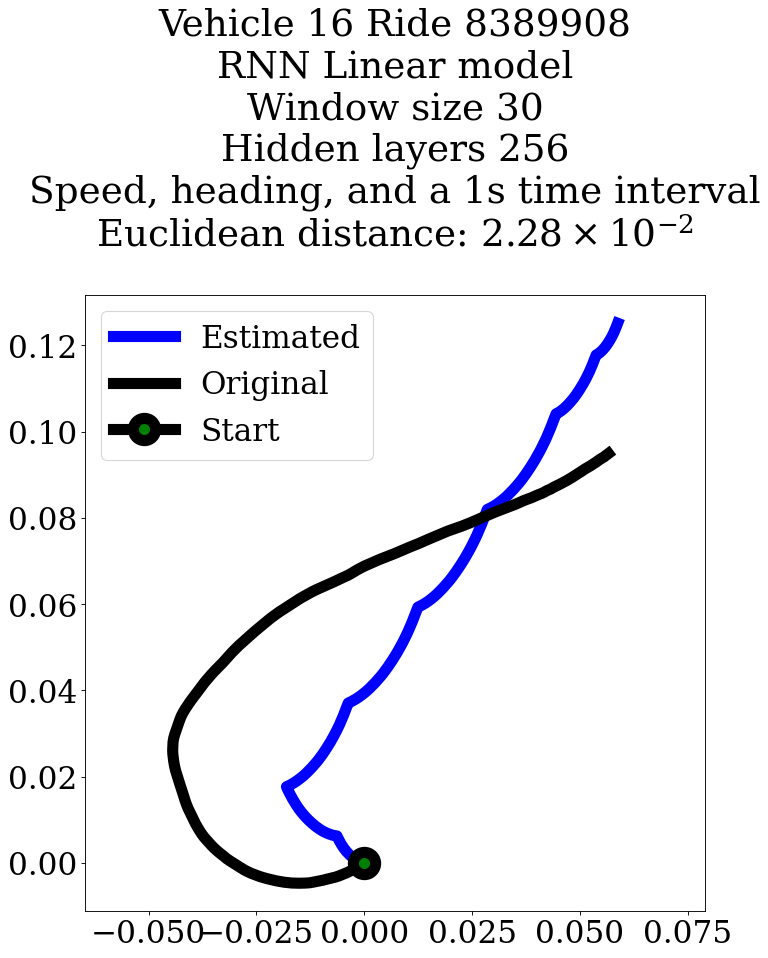 Vehicle 16 Ride 8389908
RNN Linear model
Window size 30
Hidden layers 256
Speed, heading, and a 1s time interval
Euclidean distance: 2.28 × 10⁻²
Estimated
Original
Start
0.12
0.10
0.08
0.06
0.04
0.02
0.00
−0.050 −0.025 0.000 0.025 0.050 0.075